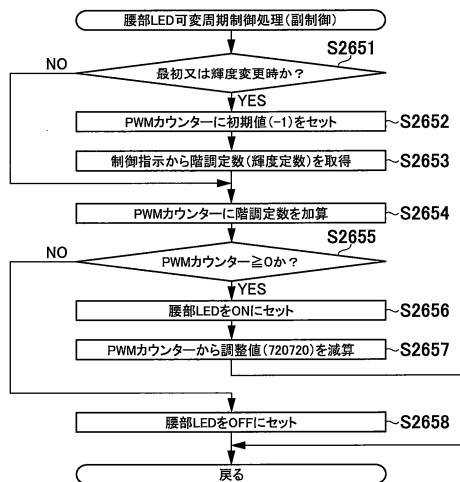 腰部LED可変周期制御処理(副制御)
S2651
NO
最初又は輝度変更時か?
YES
PWMカウンターに初期値(-1)をセット
S2652
制御指示から階調定数(輝度定数)を取得
S2653
PWMカウンターに階調定数を加算
S2654
S2655
NO
PWMカウンター≧0か?
YES
腰部LEDをONにセット
S2656
PWMカウンターから調整値(720720)を減算
S2657
腰部LEDをOFFにセット
S2658
戻る